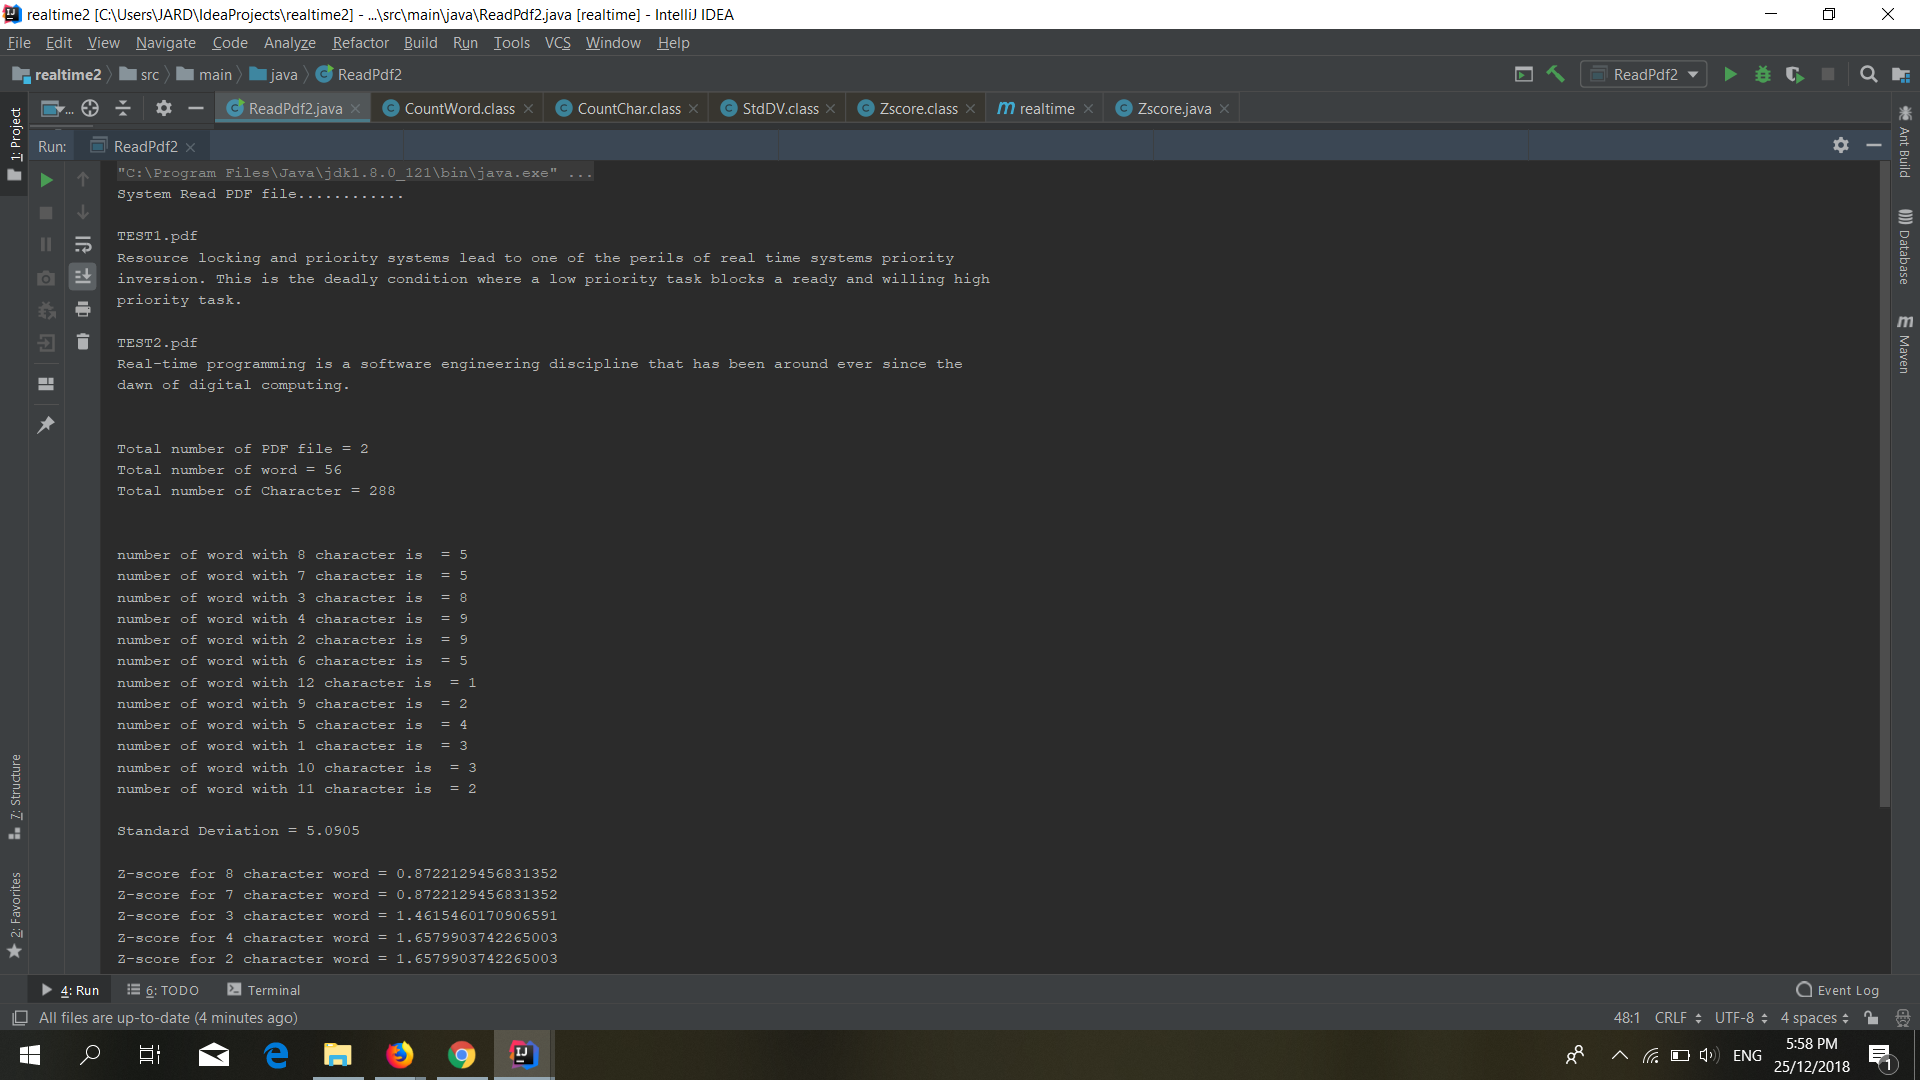 realtime2 [C:\Users\JARD\IdeaProjects\realtime2] - ...\src\main\java\ReadPdf2.java [realtime] - IntelliJ IDEA
File Edit View Navigate Code Analyze Refactor Build Run Tools VCS Window Help
realtime2 src main java ReadPdf2 ReadPdf2
1: Project ... ReadPdf2.java CountWord.class CountChar.class StdDV.class Zscore.class realtime Zscore.java
Run: ReadPdf2
Ant Build
Database
Maven
"C:\Program Files\Java\jdk1.8.0_121\bin\java.exe" ...
System Read PDF file............
TEST1.pdf
Resource locking and priority systems lead to one of the perils of real time systems priority
inversion. This is the deadly condition where a low priority task blocks a ready and willing high
priority task.
TEST2.pdf
Real-time programming is a software engineering discipline that has been around ever since the
dawn of digital computing.
Total number of PDF file = 2
Total number of word = 56
Total number of Character = 288
number of word with 8 character is  = 5
number of word with 7 character is  = 5
number of word with 3 character is  = 8
number of word with 4 character is  = 9
number of word with 2 character is  = 9
number of word with 6 character is  = 5
number of word with 12 character is  = 1
number of word with 9 character is  = 2
number of word with 5 character is  = 4
number of word with 1 character is  = 3
number of word with 10 character is  = 3
number of word with 11 character is  = 2
Standard Deviation = 5.0905
Z-score for 8 character word = 0.8722129456831352
Z-score for 7 character word = 0.8722129456831352
Z-score for 3 character word = 1.4615460170906591
Z-score for 4 character word = 1.6579903742265003
Z-score for 2 character word = 1.6579903742265003
7: Structure
2: Favorites
4: Run 6: TODO Terminal Event Log
All files are up-to-date (4 minutes ago) 48:1 CRLF UTF-8 4 spaces
ENG 5:58 PM
25/12/2018 1